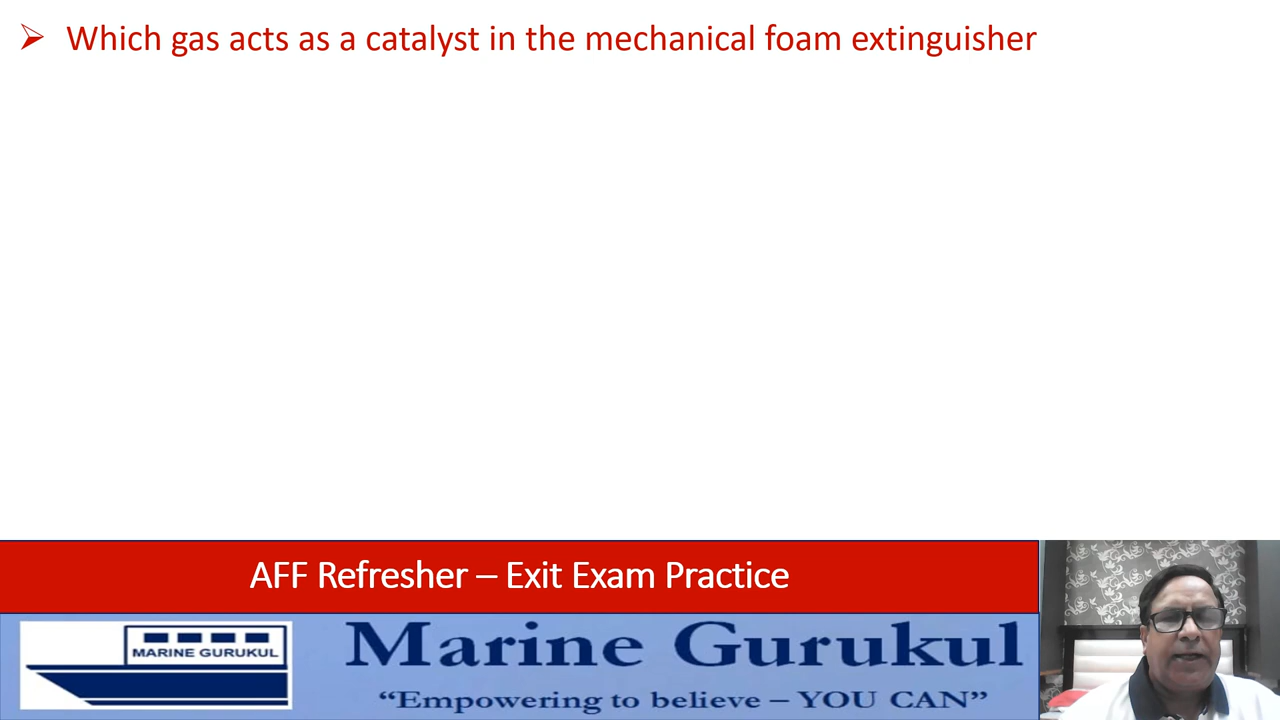 Which gas acts as a catalyst in the mechanical foam extinguisher
AFF Refresher – Exit Exam Practice
MARINE GURUKUL
Marine Gurukul
“Empowering to believe – YOU CAN”